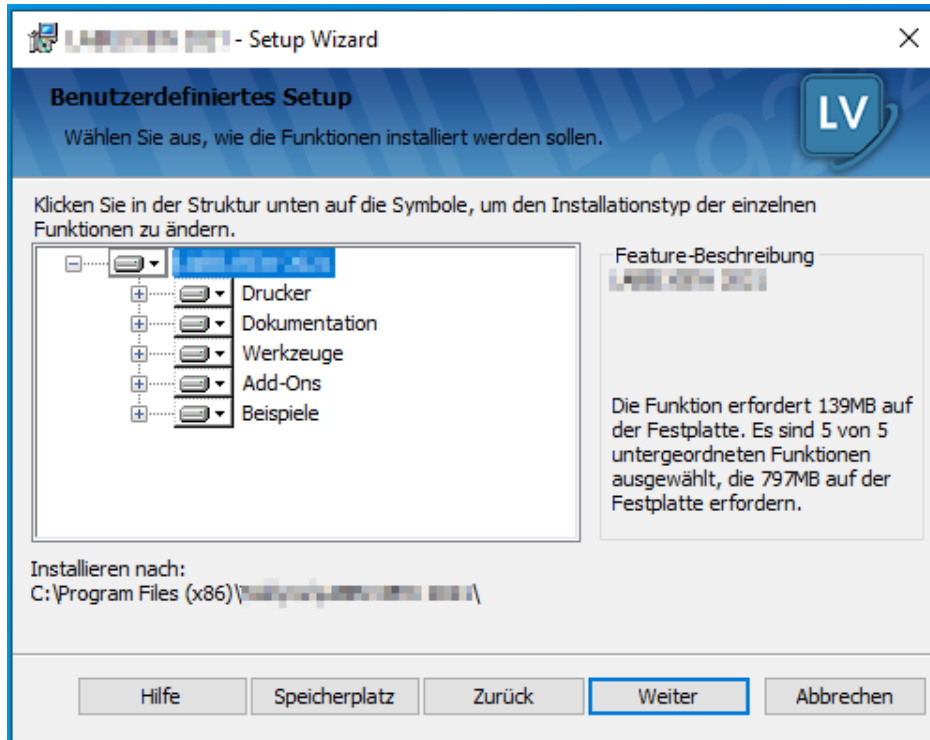 - Setup Wizard
Benutzerdefiniertes Setup
Wählen Sie aus, wie die Funktionen installiert werden sollen.
LV
Klicken Sie in der Struktur unten auf die Symbole, um den Installationstyp der einzelnen
Funktionen zu ändern.
Drucker
Dokumentation
Werkzeuge
Add-Ons
Beispiele
Feature-Beschreibung
Die Funktion erfordert 139MB auf
der Festplatte. Es sind 5 von 5
untergeordneten Funktionen
ausgewählt, die 797MB auf der
Festplatte erfordern.
Installieren nach:
C:\Program Files (x86)\
Hilfe
Speicherplatz
Zurück
Weiter
Abbrechen